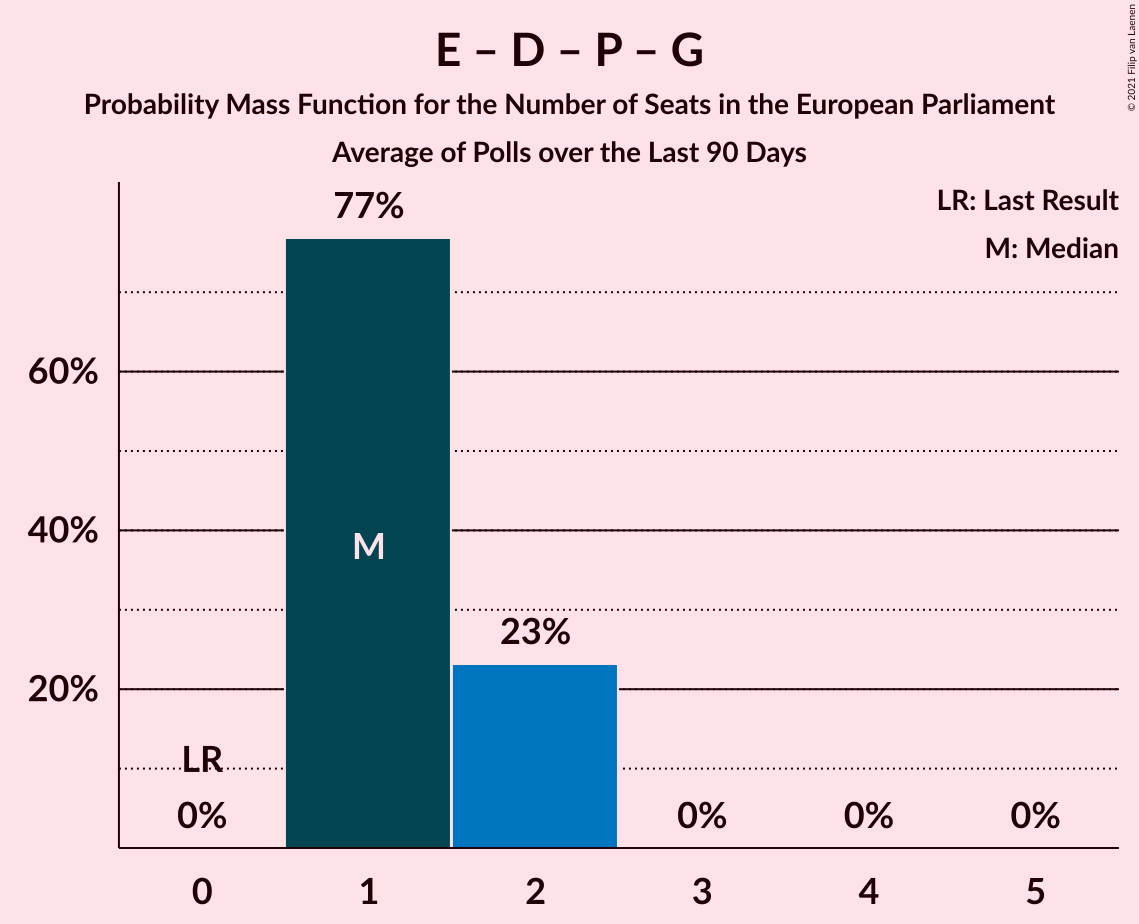 E – D – P – G
Probability Mass Function for the Number of Seats in the European Parliament
Average of Polls over the Last 90 Days
© 2021 Filip van Laenen
LR: Last Result
M: Median
77%
60%
40%
M
23%
20%
LR
0%
0%
0%
0%
0
1
2
3
4
5